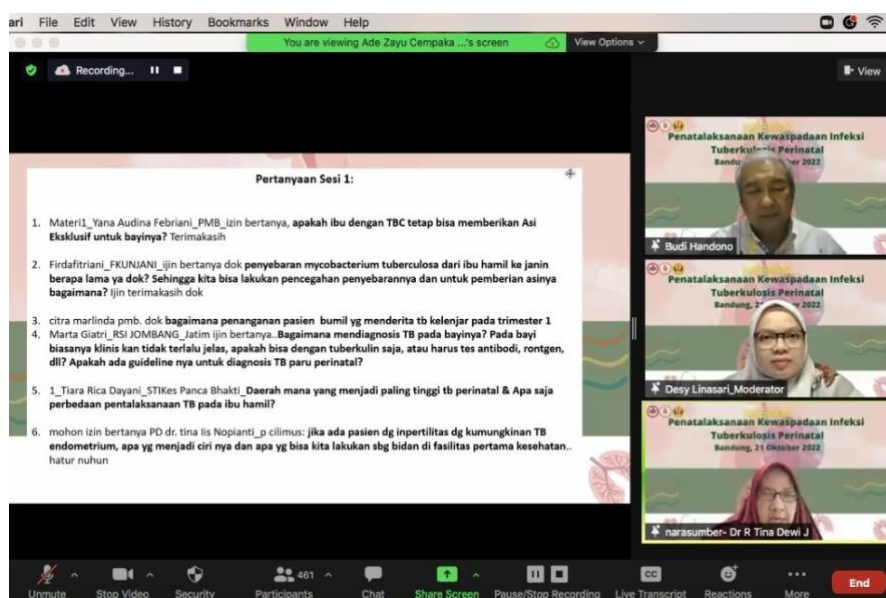 ari File Edit View History Bookmarks Window Help
You are viewing Ade Zayu Cempaka ...'s screen
View Options
Recording...
View
Pertanyaan Sesi 1:
1. Materi1_Yana Audina Febriani_PMB_izin bertanya, apakah ibu dengan TBC tetap bisa memberikan Asi
Eksklusif untuk bayinya? Terimakasih
2. Firdafitriani_FKUNJANI_ijin bertanya dok penyebaran mycobacterium tuberculosa dari ibu hamil ke janin
berapa lama ya dok? Sehingga kita bisa lakukan pencegahan penyebarannya dan untuk pemberian asinya
bagaimana? Ijin terimakasih dok
3. citra marlinda pmb. dok bagaimana penanganan pasien bumil yg menderita tb kelenjar pada trimester 1
4. Marta Giatri_RSI JOMBANG_Jatim ijin bertanya..Bagaimana mendiagnosis TB pada bayinya? Pada bayi
biasanya klinis kan tidak terlalu jelas, apakah bisa dengan tuberkulin saja, atau harus tes antibodi, rontgen,
dll? Apakah ada guideline nya untuk diagnosis TB paru perinatal?
5. 1_Tiara Rica Dayani_STIKes Panca Bhakti_Daerah mana yang menjadi paling tinggi tb perinatal & Apa saja
perbedaan pentalaksanaan TB pada ibu hamil?
6. mohon izin bertanya PD dr. tina Iis Nopianti_p cilimus: jika ada pasien dg inpertilitas dg kumungkinan TB
endometrium, apa yg menjadi ciri nya dan apa yg bisa kita lakukan sbg bidan di fasilitas pertama kesehatan..
hatur nuhun
Penatalaksanaan Kewaspadaan Infeksi
Tuberkulosis Perinatal
2022
Budi Handono
Penatalaksanaan Kewaspadaan Infeksi
Tuberkulosis Perinatal
Bandung, 2022
Desy Linasari_Moderator
Penatalaksanaan Kewaspadaan Infeksi
Tuberkulosis Perinatal
Bandung, 21 Oktober 2022
narasumber- Dr R Tina Dewi J
Unmute Stop Video Security 461 Participants Chat Share Screen Pause/Stop Recording CC Live Transcript Reactions More End